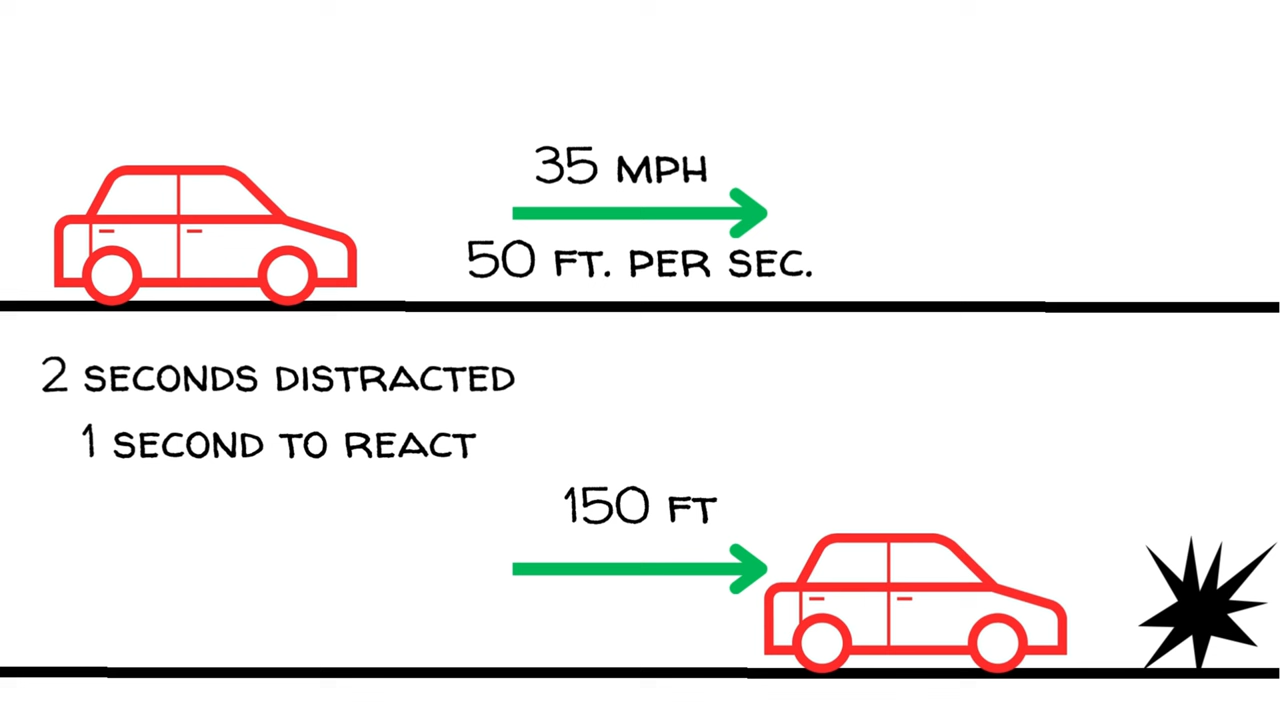 35 MPH
50 FT. PER SEC.
2 SECONDS DISTRACTED
1 SECOND TO REACT
150 FT